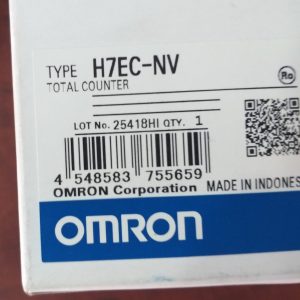 TYPE H7EC-NV
TOTAL COUNTER
LOT No. 25418HI QTY. 1
4 548583 755659
OMRON Corporation MADE IN INDONES
OMRON